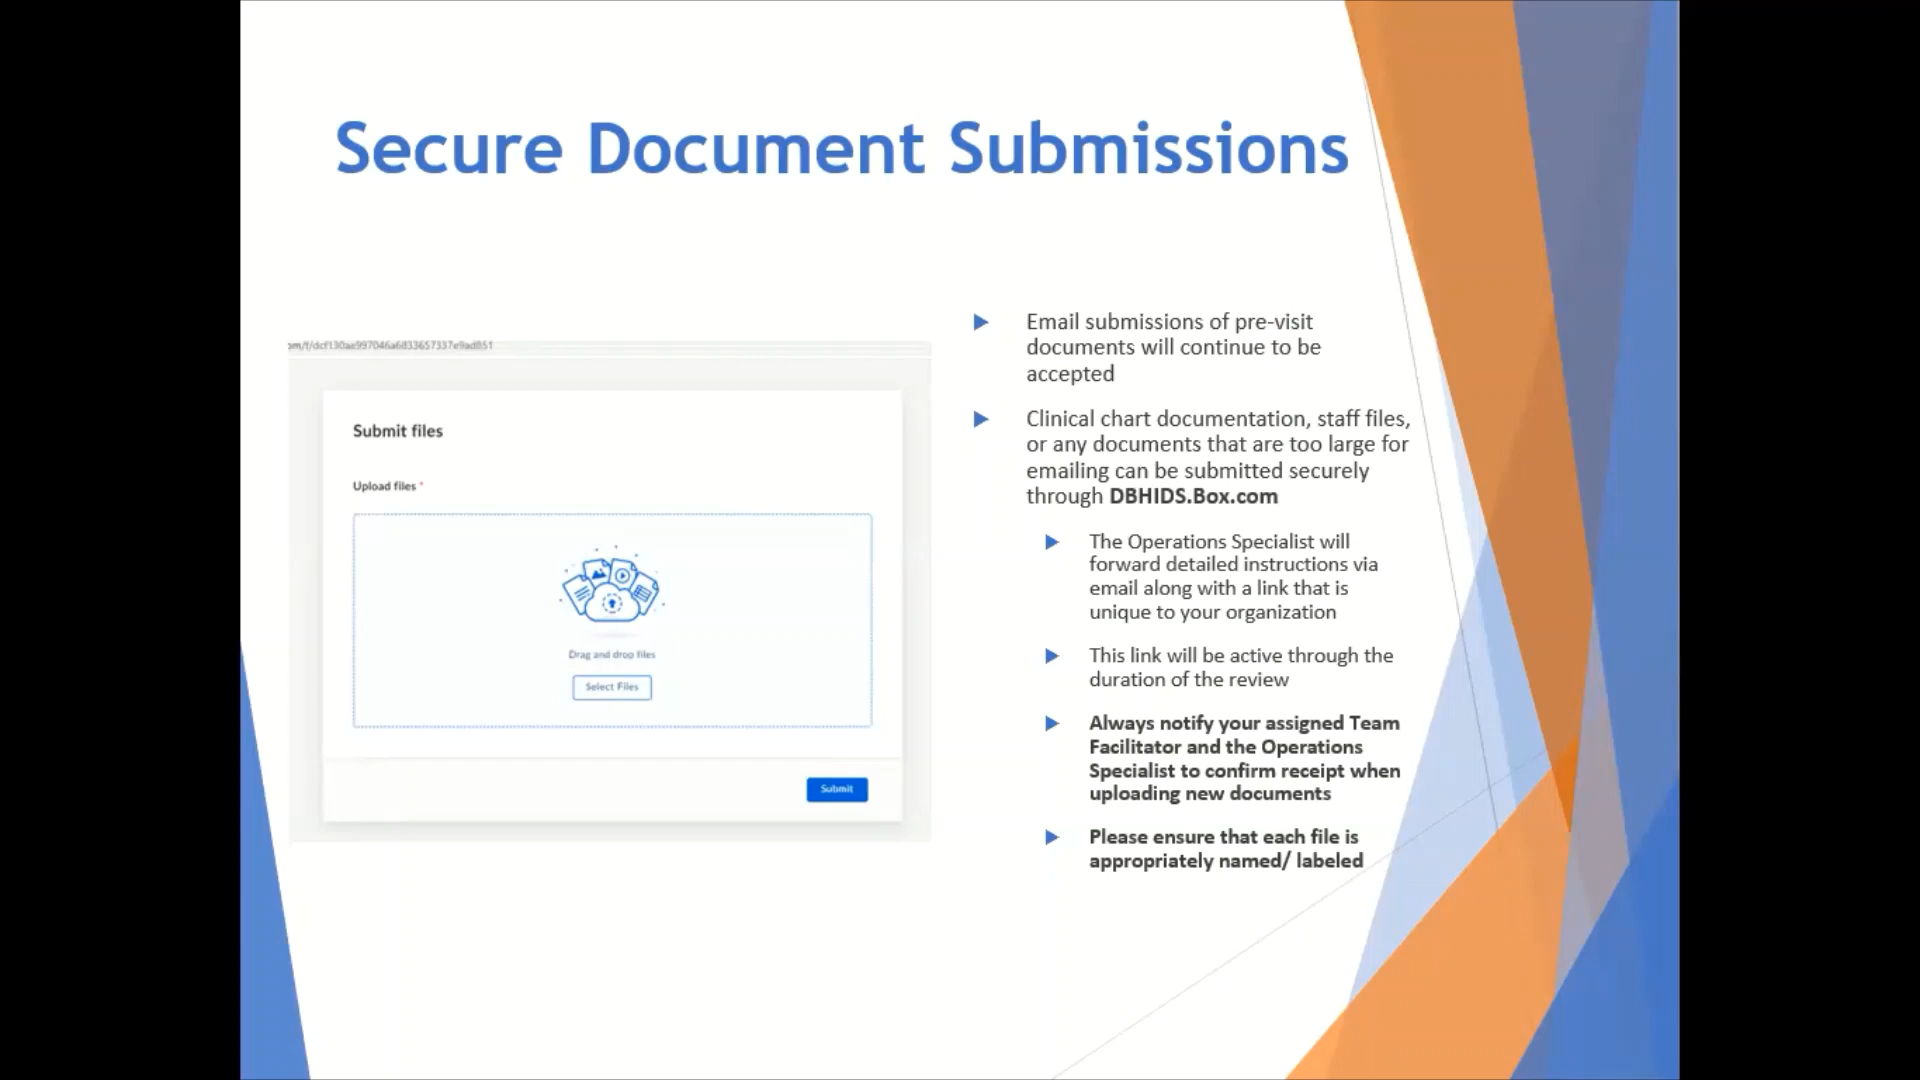 Secure Document Submissions
Submit files
Upload files *
Drag and drop files
Select Files
Submit
Email submissions of pre-visit
documents will continue to be
accepted
Clinical chart documentation, staff files,
or any documents that are too large for
emailing can be submitted securely
through DBHIDS.Box.com
The Operations Specialist will
forward detailed instructions via
email along with a link that is
unique to your organization
This link will be active through the
duration of the review
Always notify your assigned Team
Facilitator and the Operations
Specialist to confirm receipt when
uploading new documents
Please ensure that each file is
appropriately named/ labeled